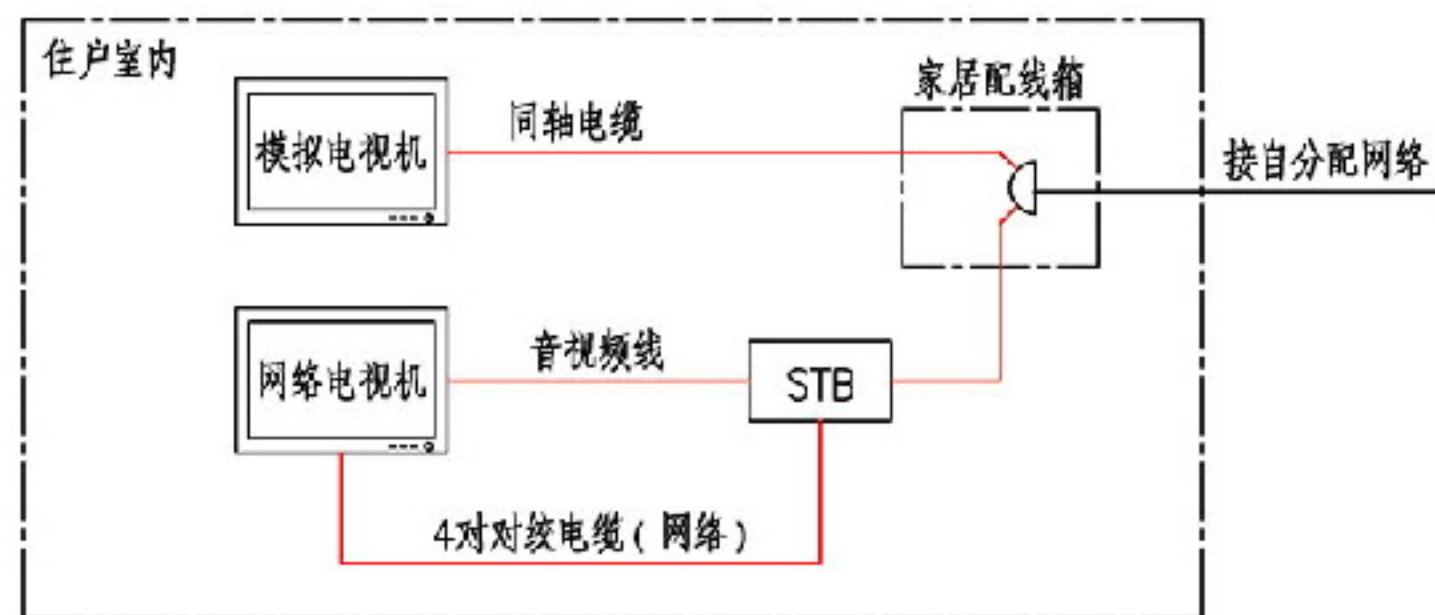 住户室内
家居配线箱
模拟电视机
同轴电缆
接自分配网络
网络电视机
音视频线
STB
4对对绞电缆(网络)